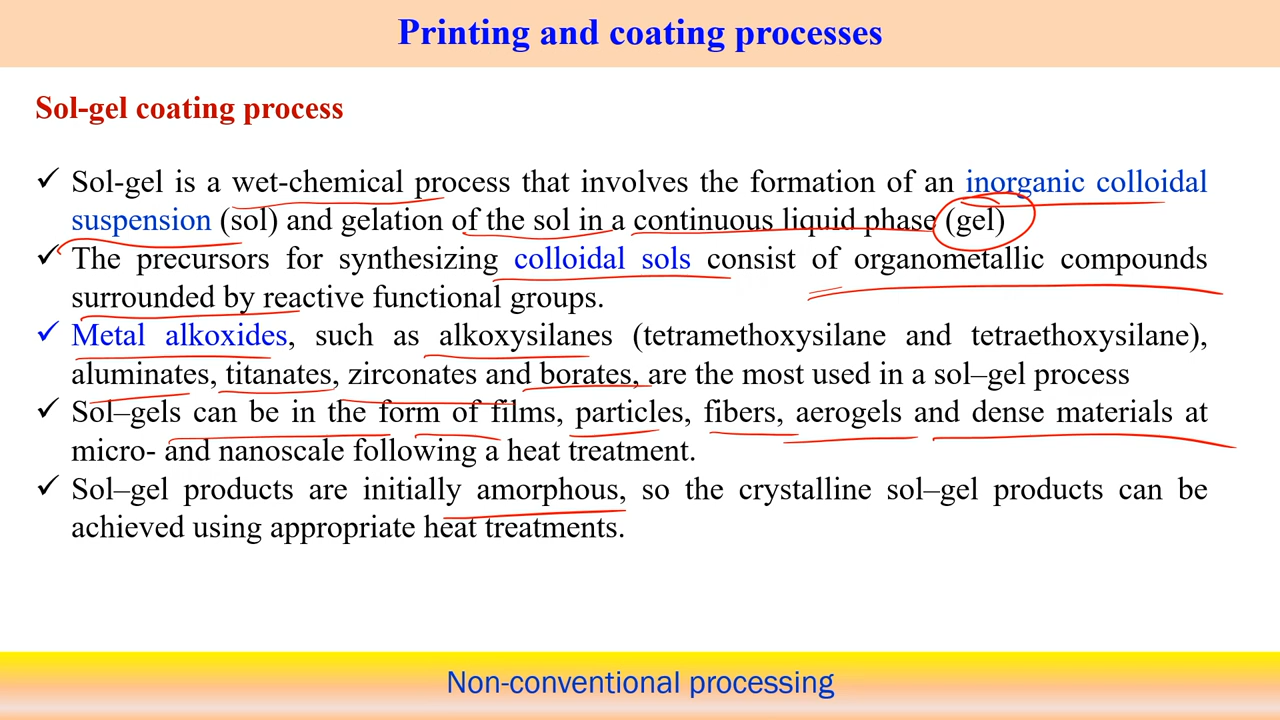 Printing and coating processes
Sol-gel coating process
✓ Sol-gel is a wet-chemical process that involves the formation of an inorganic colloidal
suspension (sol) and gelation of the sol in a continuous liquid phase (gel)
✓ The precursors for synthesizing colloidal sols consist of organometallic compounds
surrounded by reactive functional groups.
✓ Metal alkoxides, such as alkoxysilanes (tetramethoxysilane and tetraethoxysilane),
aluminates, titanates, zirconates and borates, are the most used in a sol–gel process
✓ Sol–gels can be in the form of films, particles, fibers, aerogels and dense materials at
micro- and nanoscale following a heat treatment.
✓ Sol–gel products are initially amorphous, so the crystalline sol–gel products can be
achieved using appropriate heat treatments.
Non-conventional processing